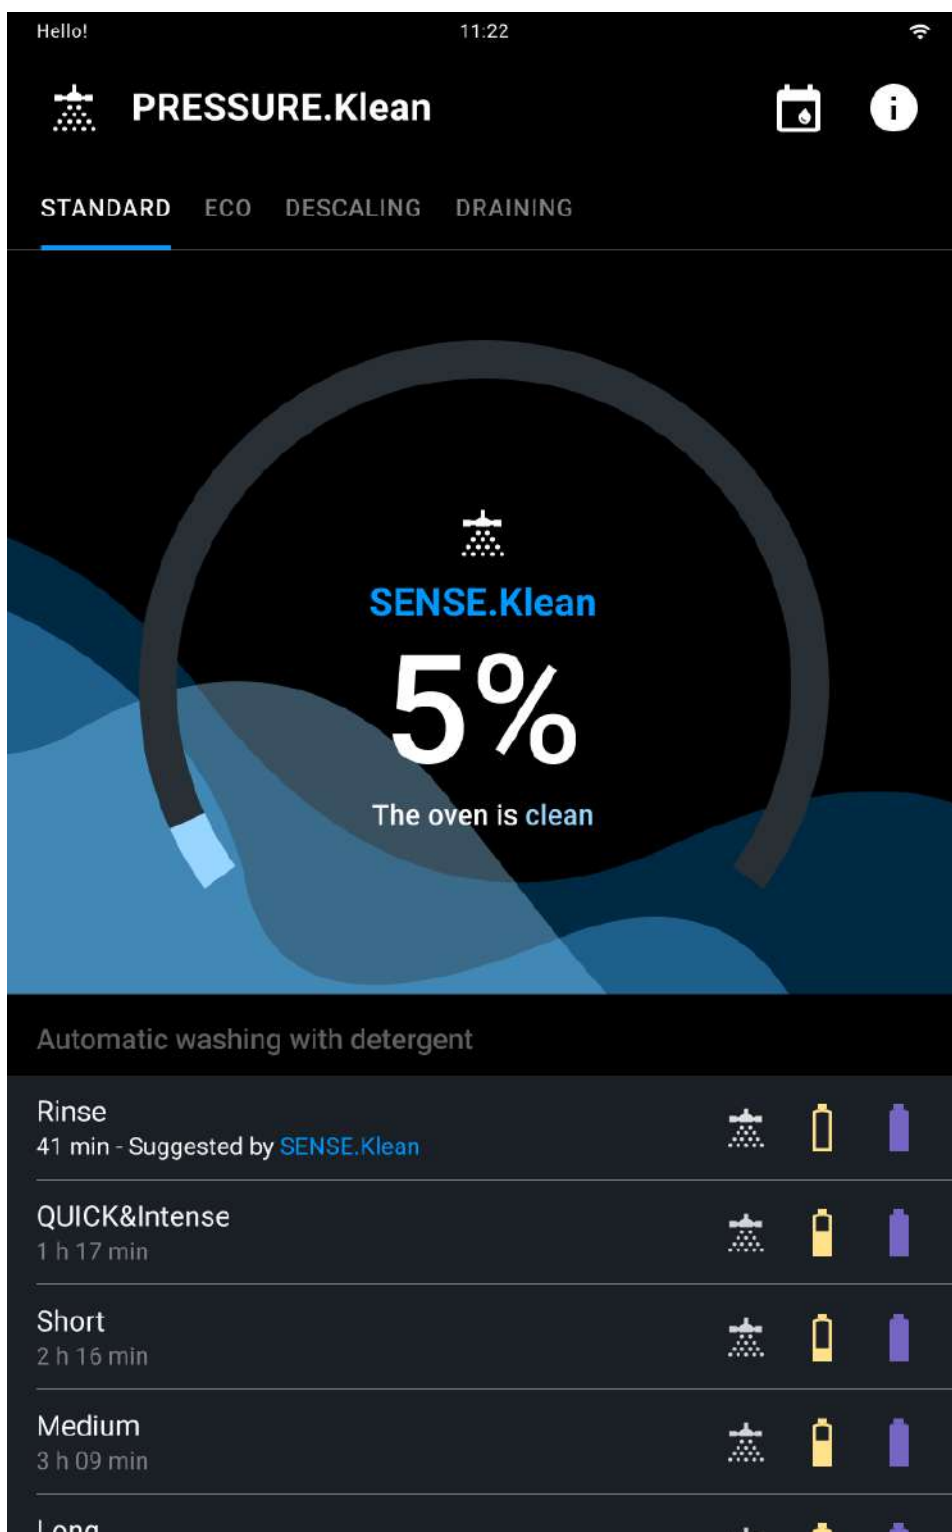 Hello!
11:22
PRESSURE.Klean
STANDARD ECO DESCALING DRAINING
SENSE.Klean
5%
The oven is clean
Automatic washing with detergent
Rinse
41 min - Suggested by SENSE.Klean
QUICK&Intense
1 h 17 min
Short
2 h 16 min
Medium
3 h 09 min
Long